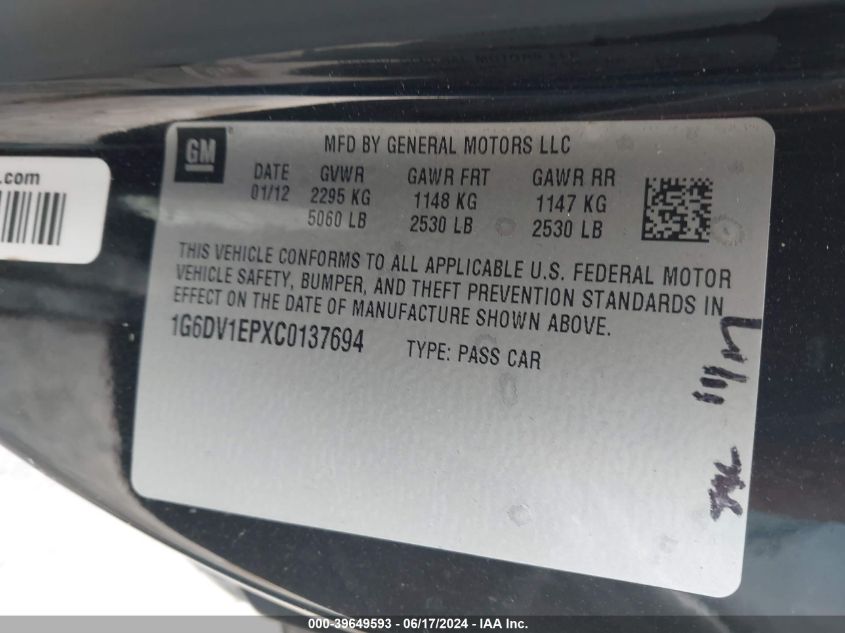 GM
MFD BY GENERAL MOTORS LLC
DATE GVWR GAWR FRT GAWR RR
01/12 2295 KG 1148 KG 1147 KG
5060 LB 2530 LB 2530 LB
THIS VEHICLE CONFORMS TO ALL APPLICABLE U.S. FEDERAL MOTOR
VEHICLE SAFETY, BUMPER, AND THEFT PREVENTION STANDARDS IN
EFFECT ON THE DATE OF MANUFACTURE SHOWN ABOVE.
1G6DV1EPXC0137694 TYPE: PASS CAR
.com
000-39649593 - 06/17/2024 - IAA Inc.